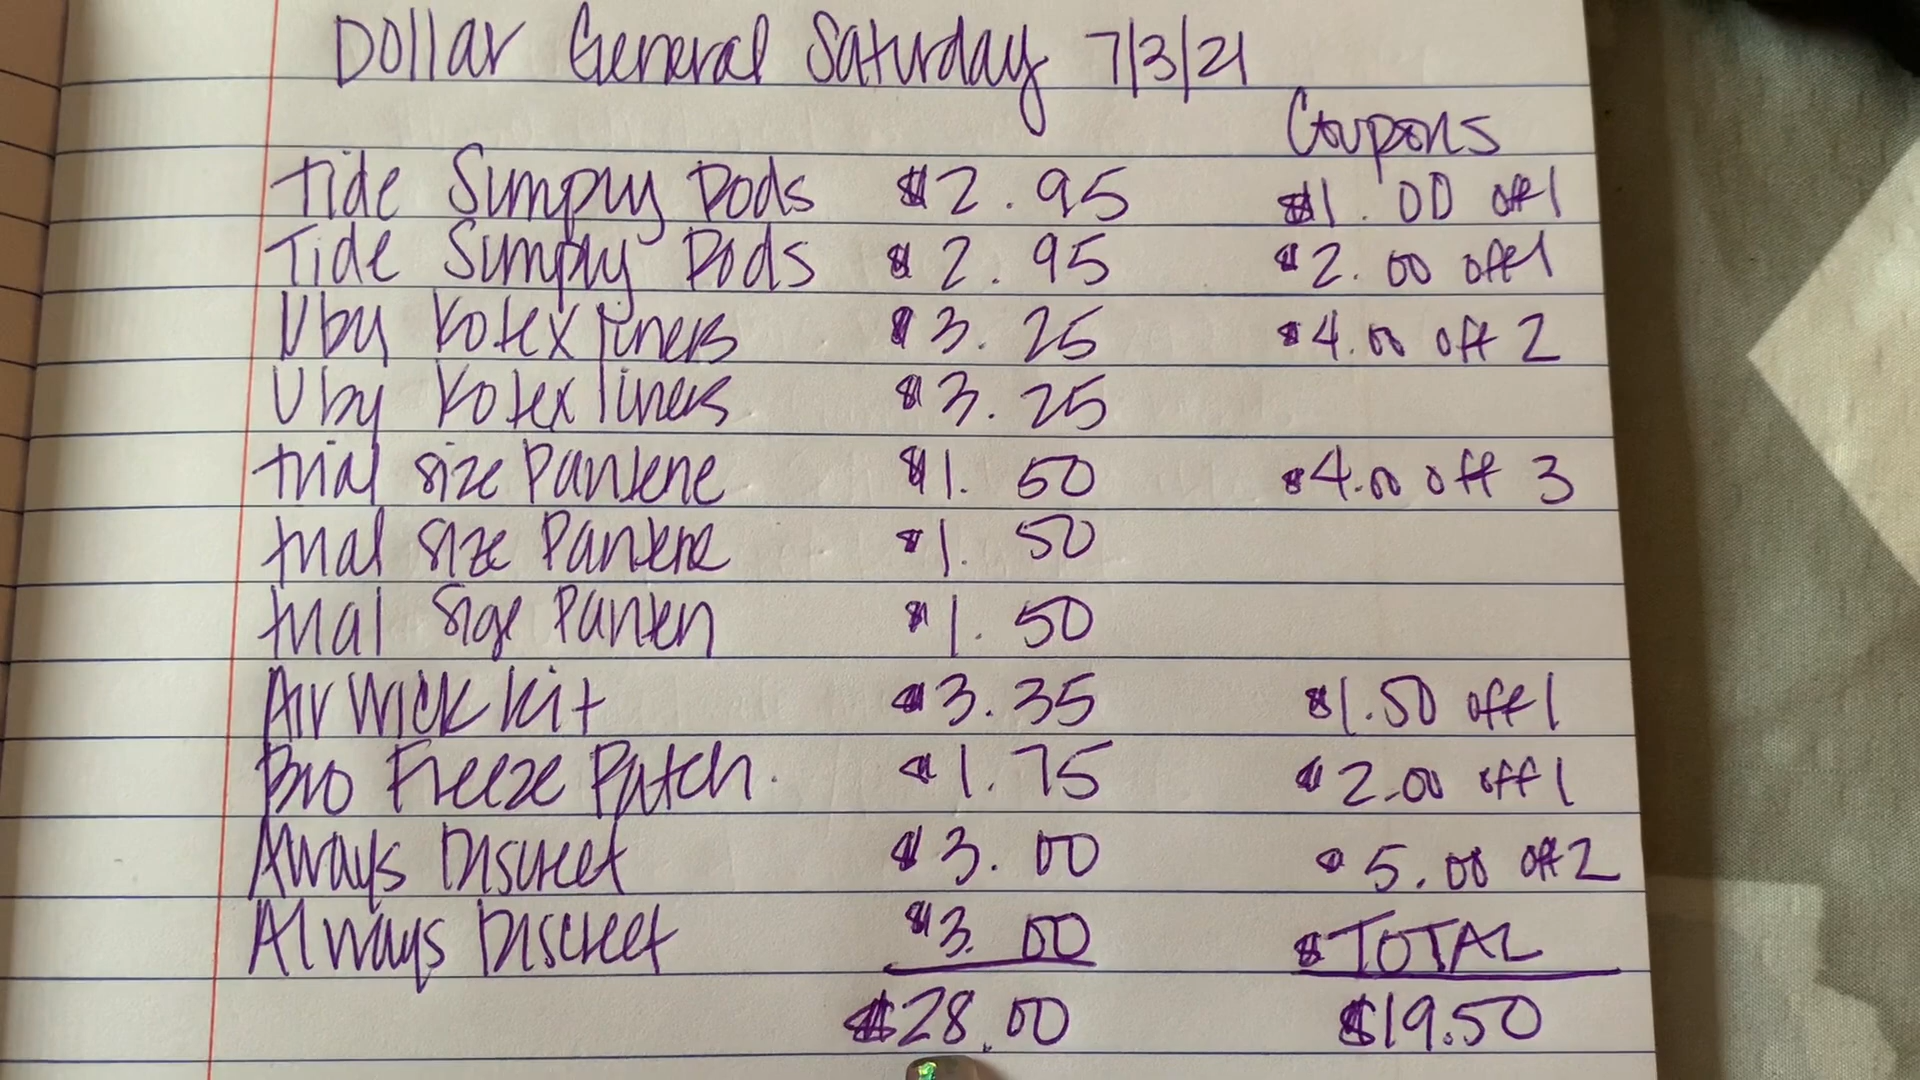 Dollar General Saturday 7/3/21
Coupons
Tide Simply Pods $2.95 $1.00 off 1
Tide Simply Pods $2.95 $2.00 off 1
U by Kotex liners $3.25 $4.00 off 2
U by Kotex liners $3.25
trial size Pantene $1.50 $4.00 off 3
trial size Pantene $1.50
trial size Panten $1.50
Air Wick kit $3.35 $1.50 off 1
Bio Freeze Patch. $1.75 $2.00 off 1
Always Discreet $3.00 $5.00 off 2
Always Discreet $3.00 $TOTAL
$28.00 $19.50